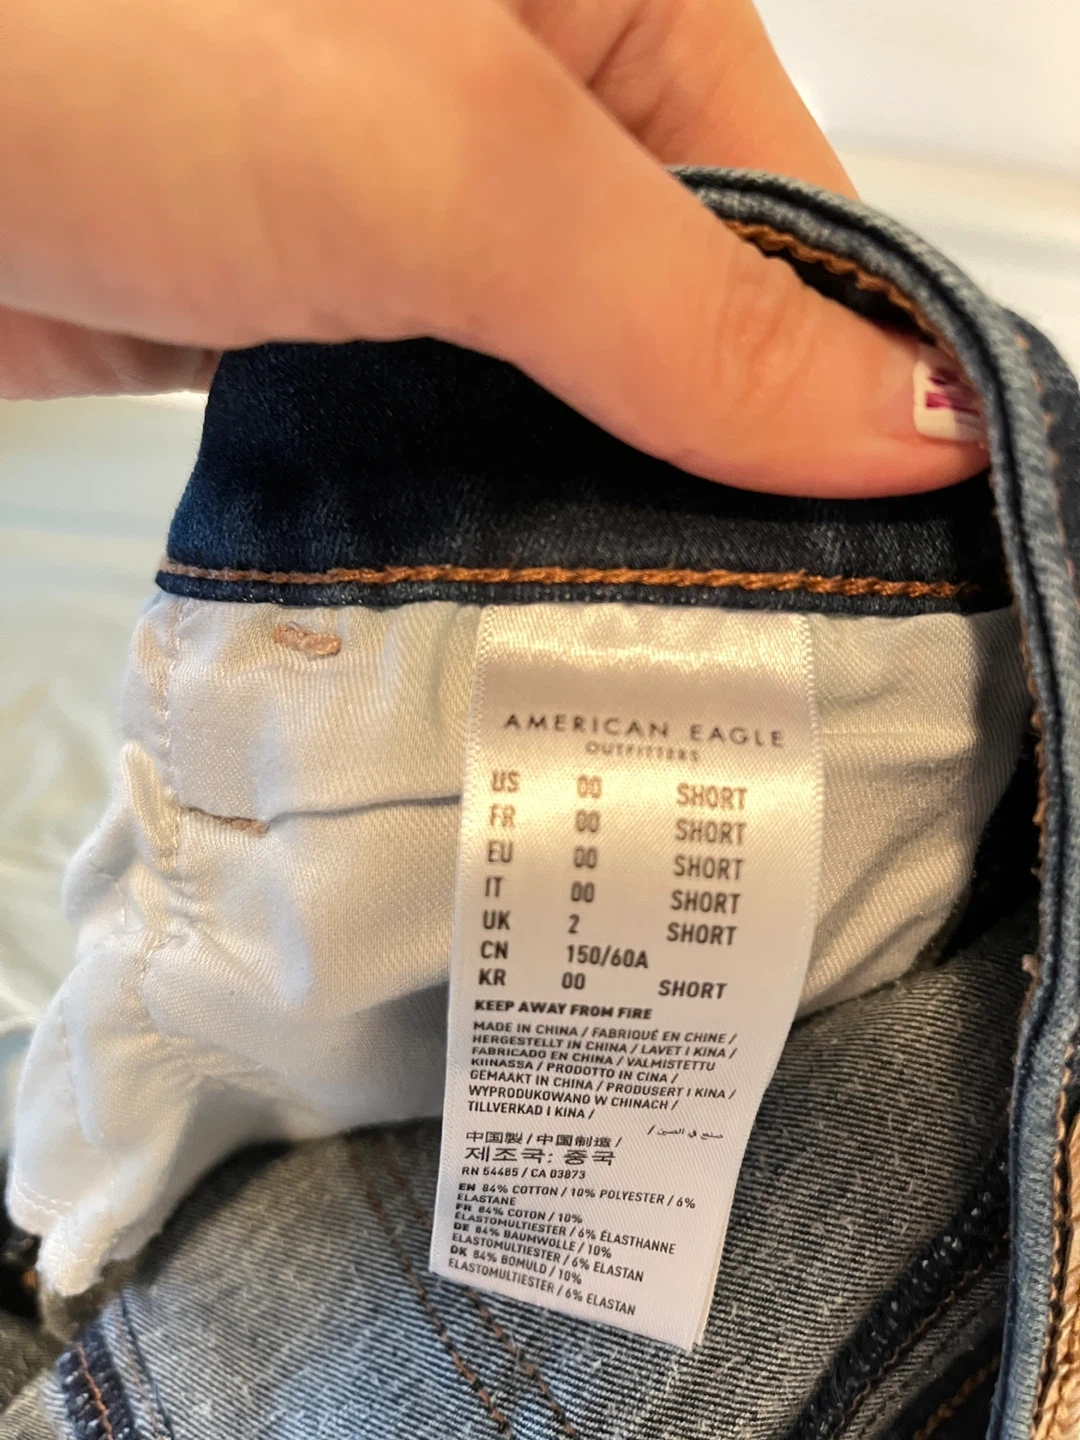 AMERICAN EAGLE
OUTFITTERS
US 00 SHORT
FR 00 SHORT
EU 00 SHORT
IT 00 SHORT
UK 2 SHORT
CN 150/60A
KR 00 SHORT
KEEP AWAY FROM FIRE
MADE IN CHINA / FABRIQUÉ EN CHINE /
HERGESTELLT IN CHINA / LAVET I KINA /
FABRICADO EN CHINA / VALMISTETTU
KIINASSA / PRODOTTO IN CINA /
GEMAAKT IN CHINA / PRODUSERT I KINA /
WYPRODUKOWANO W CHINACH /
TILLVERKAD I KINA /
صنع في الصين /
中国製 / 中国制造 /
제조국: 중국
RN 54485 / CA 03873
EN 84% COTTON / 10% POLYESTER / 6%
ELASTANE
FR 84% COTON / 10%
ÉLASTOMULTIESTER / 6% ÉLASTHANNE
DE 84% BAUMWOLLE / 10%
ELASTOMULTIESTER / 6% ELASTAN
DK 84% BOMULD / 10%
ELASTOMULTIESTER / 6% ELASTAN